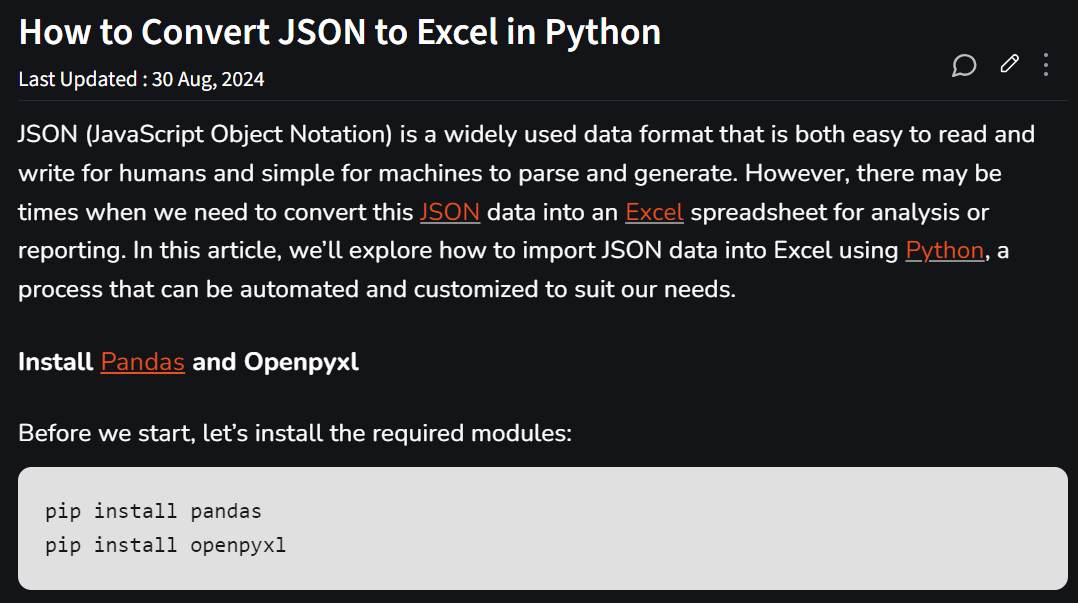 How to Convert JSON to Excel in Python
Last Updated : 30 Aug, 2024
JSON (JavaScript Object Notation) is a widely used data format that is both easy to read and
write for humans and simple for machines to parse and generate. However, there may be
times when we need to convert this JSON data into an Excel spreadsheet for analysis or
reporting. In this article, we’ll explore how to import JSON data into Excel using Python, a
process that can be automated and customized to suit our needs.
Install Pandas and Openpyxl
Before we start, let’s install the required modules:
pip install pandas
pip install openpyxl